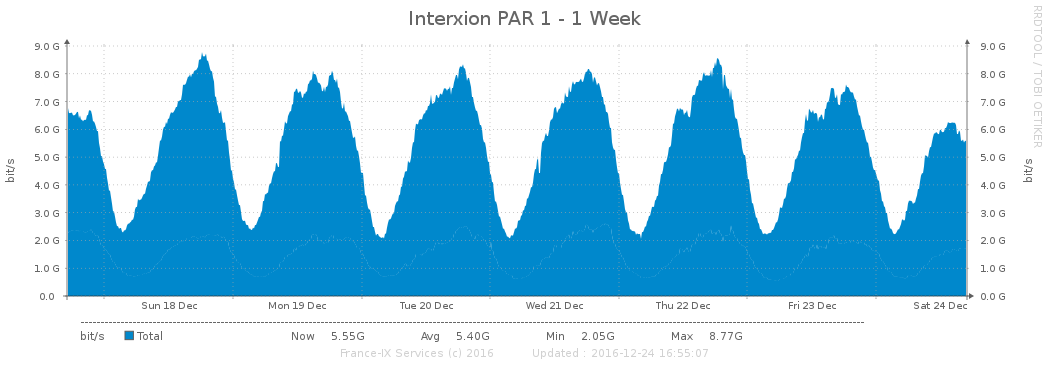 Interxion PAR 1 - 1 Week
RRDTOOL / TOBI OETIKER
bit/s
9.0 G 9.0 G
8.0 G 8.0 G
7.0 G 7.0 G
6.0 G 6.0 G
5.0 G 5.0 G
4.0 G 4.0 G
3.0 G 3.0 G
2.0 G 2.0 G
1.0 G 1.0 G
0.0 0.0 G
bit/s
Sun 18 Dec Mon 19 Dec Tue 20 Dec Wed 21 Dec Thu 22 Dec Fri 23 Dec Sat 24 Dec
bit/s Total Now 5.55G Avg 5.40G Min 2.05G Max 8.77G
France-IX Services (c) 2016 Updated : 2016-12-24 16:55:07